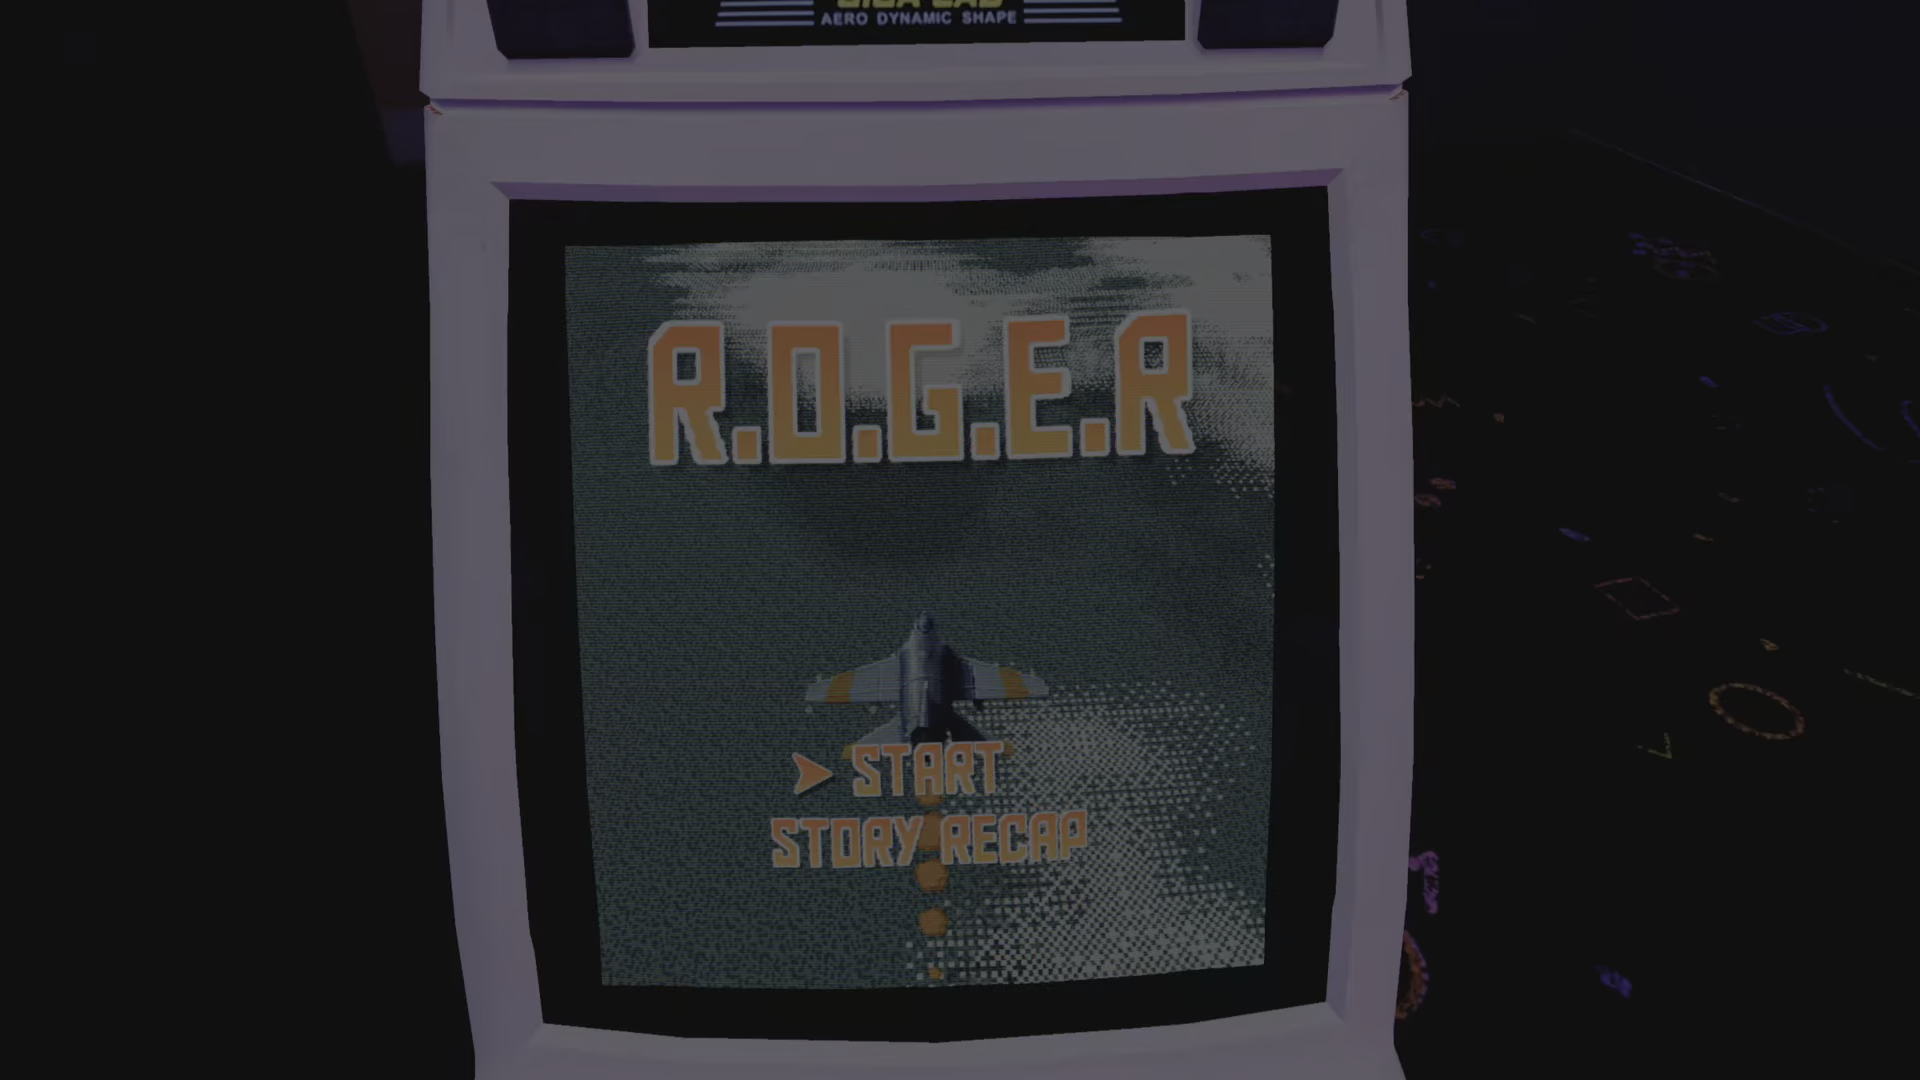 AERO DYNAMIC SHAPE
R.O.G.E.R
START
STORY RECAP